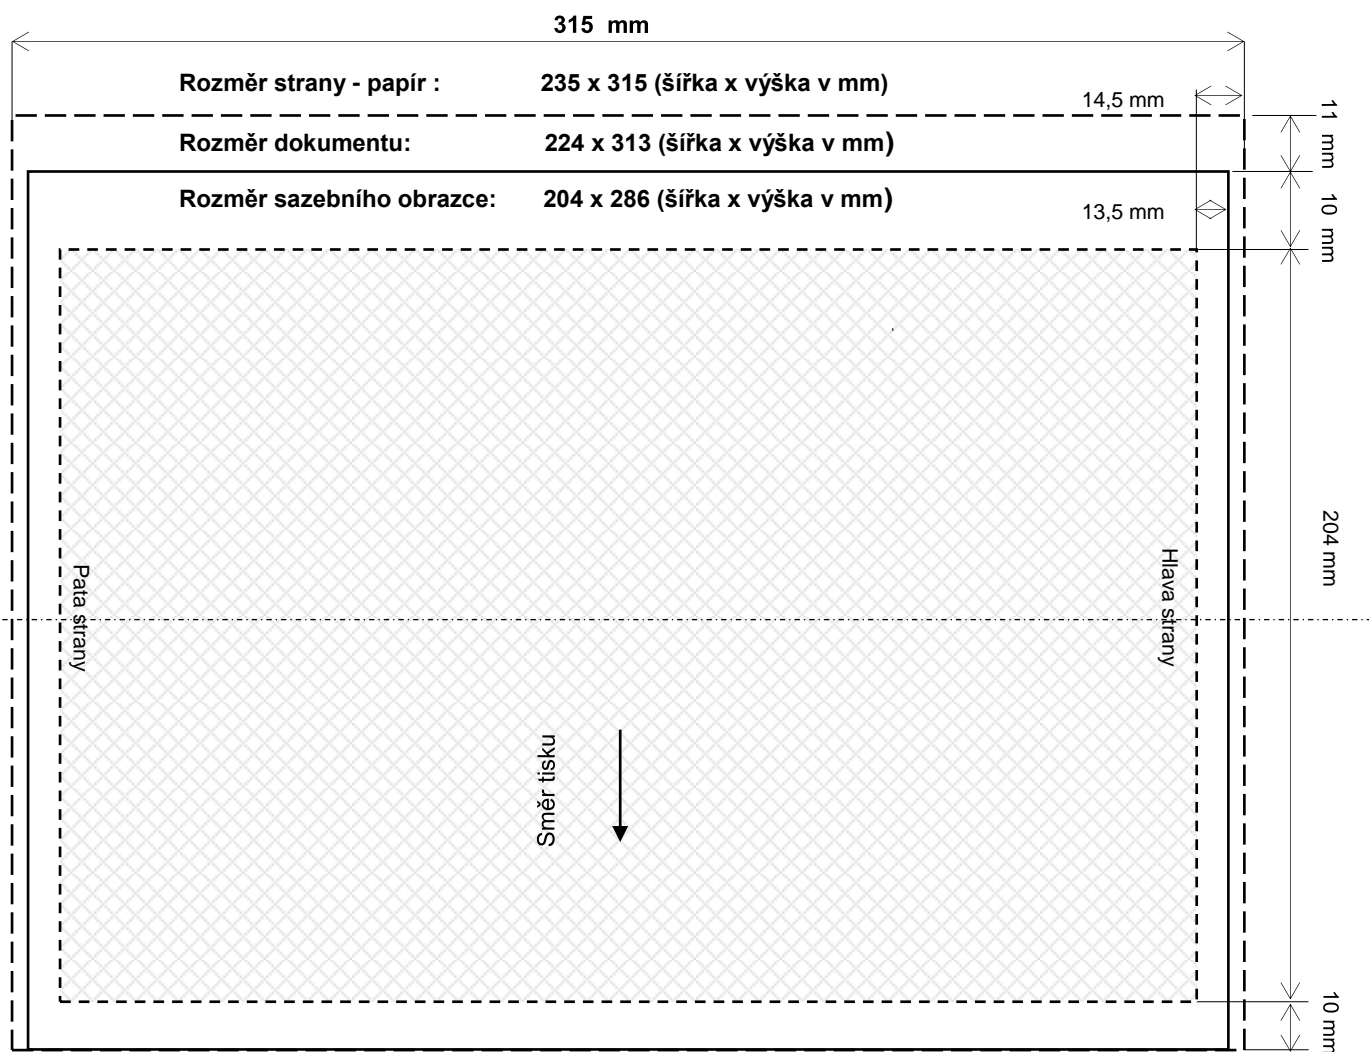 315 mm
Rozměr strany - papír : 235 x 315 (šířka x výška v mm)
14,5 mm
11 mm
Rozměr dokumentu: 224 x 313 (šířka x výška v mm)
Rozměr sazebního obrazce: 204 x 286 (šířka x výška v mm)
13,5 mm
10 mm
204 mm
Pata strany
Hlava strany
Směr tisku
10 mm